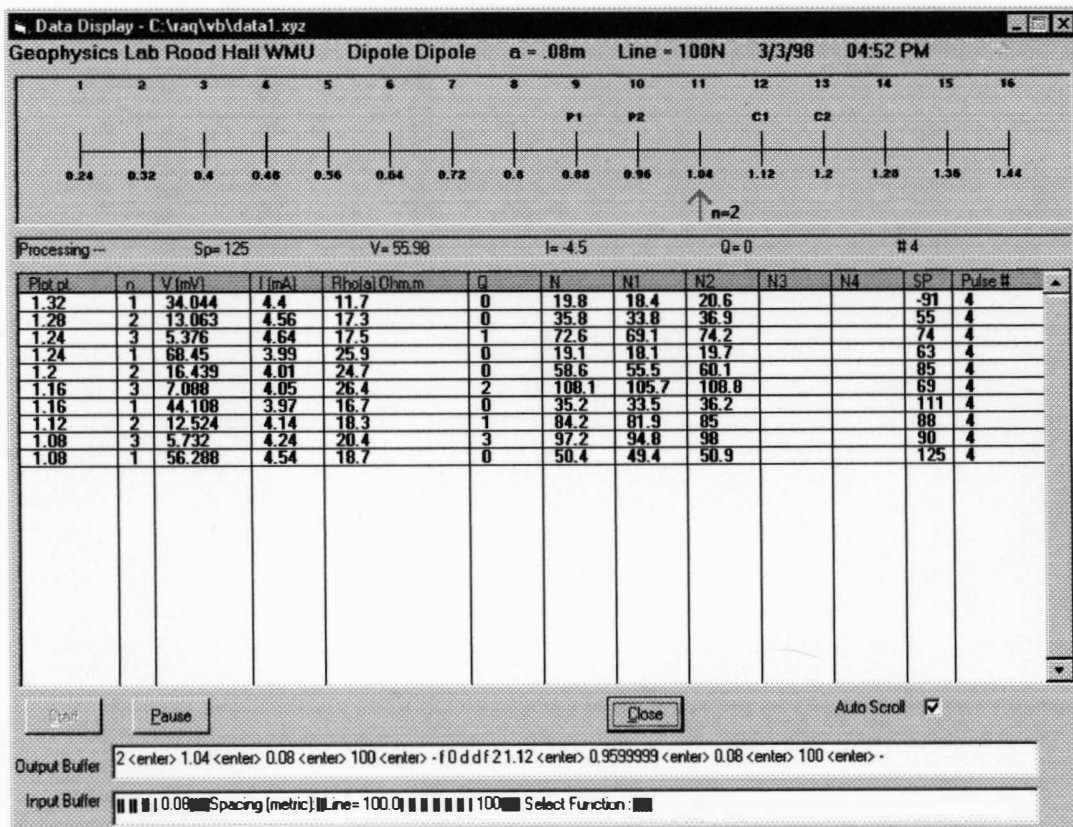 Data Display - C:\raq\vb\data1.xyz
Geophysics Lab Rood Hall WMU Dipole Dipole a = .08m Line = 100N 3/3/98 04:52 PM
1 2 3 4 5 6 7 8 9 10 11 12 13 14 15 16
P1 P2 C1 C2
0.24 0.32 0.4 0.48 0.56 0.64 0.72 0.8 0.88 0.96 1.04 1.12 1.2 1.28 1.36 1.44
n=2
Processing --- Sp= 125 V= 55.98 I= -4.5 Q= 0 # 4
Plot pt. n V [mV] I [mA] Rho[a] Ohm.m Q N N1 N2 N3 N4 SP Pulse #
1.32 1 34.044 4.4 11.7 0 19.8 18.4 20.6 -91 4
1.28 2 13.063 4.56 17.3 0 35.8 33.8 36.9 55 4
1.24 3 5.376 4.64 17.5 1 72.6 69.1 74.2 74 4
1.24 1 68.45 3.99 25.9 0 19.1 18.1 19.7 63 4
1.2 2 16.439 4.01 24.7 0 58.6 55.5 60.1 85 4
1.16 3 7.088 4.05 26.4 2 108.1 105.7 108.8 69 4
1.16 1 44.108 3.97 16.7 0 35.2 33.5 36.2 111 4
1.12 2 12.524 4.14 18.3 1 84.2 81.9 85 88 4
1.08 3 5.732 4.24 20.4 3 97.2 94.8 98 90 4
1.08 1 56.288 4.54 18.7 0 50.4 49.4 50.9 125 4
Start Pause Close Auto Scroll
Output Buffer 2 <enter> 1.04 <enter> 0.08 <enter> 100 <enter> - f 0 d d f 2 1.12 <enter> 0.9599999 <enter> 0.08 <enter> 100 <enter> -
Input Buffer 0.08 Spacing (metric): Line= 100.0 100 Select Function :